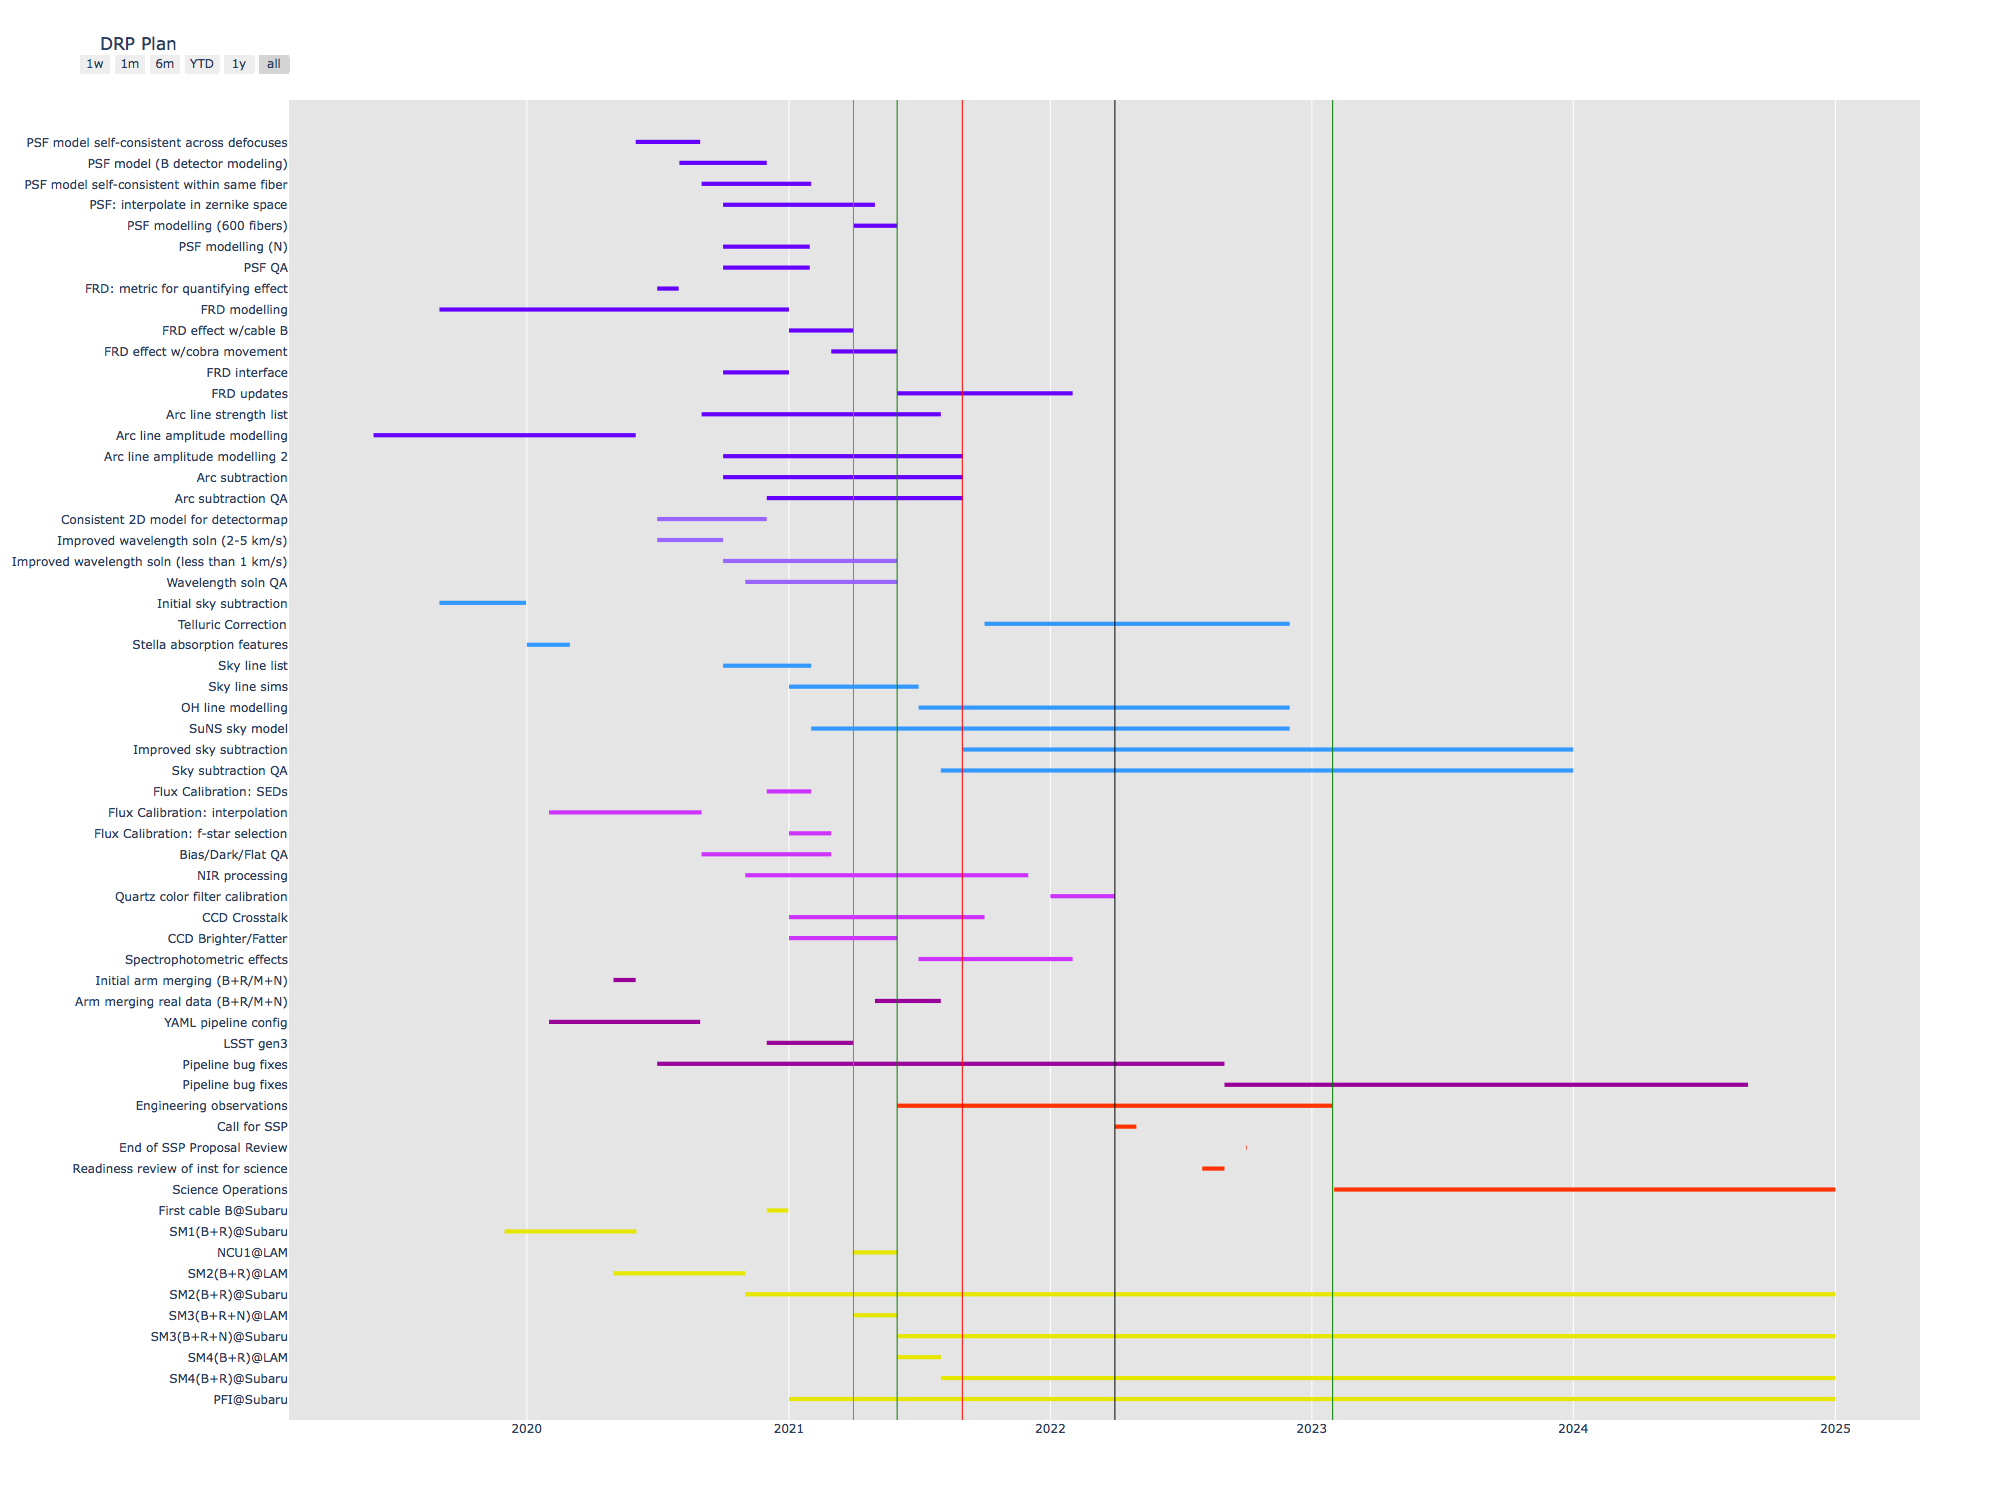 DRP Plan
1w 1m 6m YTD 1y all
PSF model self-consistent across defocuses
PSF model (B detector modeling)
PSF model self-consistent within same fiber
PSF: interpolate in zernike space
PSF modelling (600 fibers)
PSF modelling (N)
PSF QA
FRD: metric for quantifying effect
FRD modelling
FRD effect w/cable B
FRD effect w/cobra movement
FRD interface
FRD updates
Arc line strength list
Arc line amplitude modelling
Arc line amplitude modelling 2
Arc subtraction
Arc subtraction QA
Consistent 2D model for detectormap
Improved wavelength soln (2-5 km/s)
Improved wavelength soln (less than 1 km/s)
Wavelength soln QA
Initial sky subtraction
Telluric Correction
Stella absorption features
Sky line list
Sky line sims
OH line modelling
SuNS sky model
Improved sky subtraction
Sky subtraction QA
Flux Calibration: SEDs
Flux Calibration: interpolation
Flux Calibration: f-star selection
Bias/Dark/Flat QA
NIR processing
Quartz color filter calibration
CCD Crosstalk
CCD Brighter/Fatter
Spectrophotometric effects
Initial arm merging (B+R/M+N)
Arm merging real data (B+R/M+N)
YAML pipeline config
LSST gen3
Pipeline bug fixes
Pipeline bug fixes
Engineering observations
Call for SSP
End of SSP Proposal Review
Readiness review of inst for science
Science Operations
First cable B@Subaru
SM1(B+R)@Subaru
NCU1@LAM
SM2(B+R)@LAM
SM2(B+R)@Subaru
SM3(B+R+N)@LAM
SM3(B+R+N)@Subaru
SM4(B+R)@LAM
SM4(B+R)@Subaru
PFI@Subaru
2020 2021 2022 2023 2024 2025